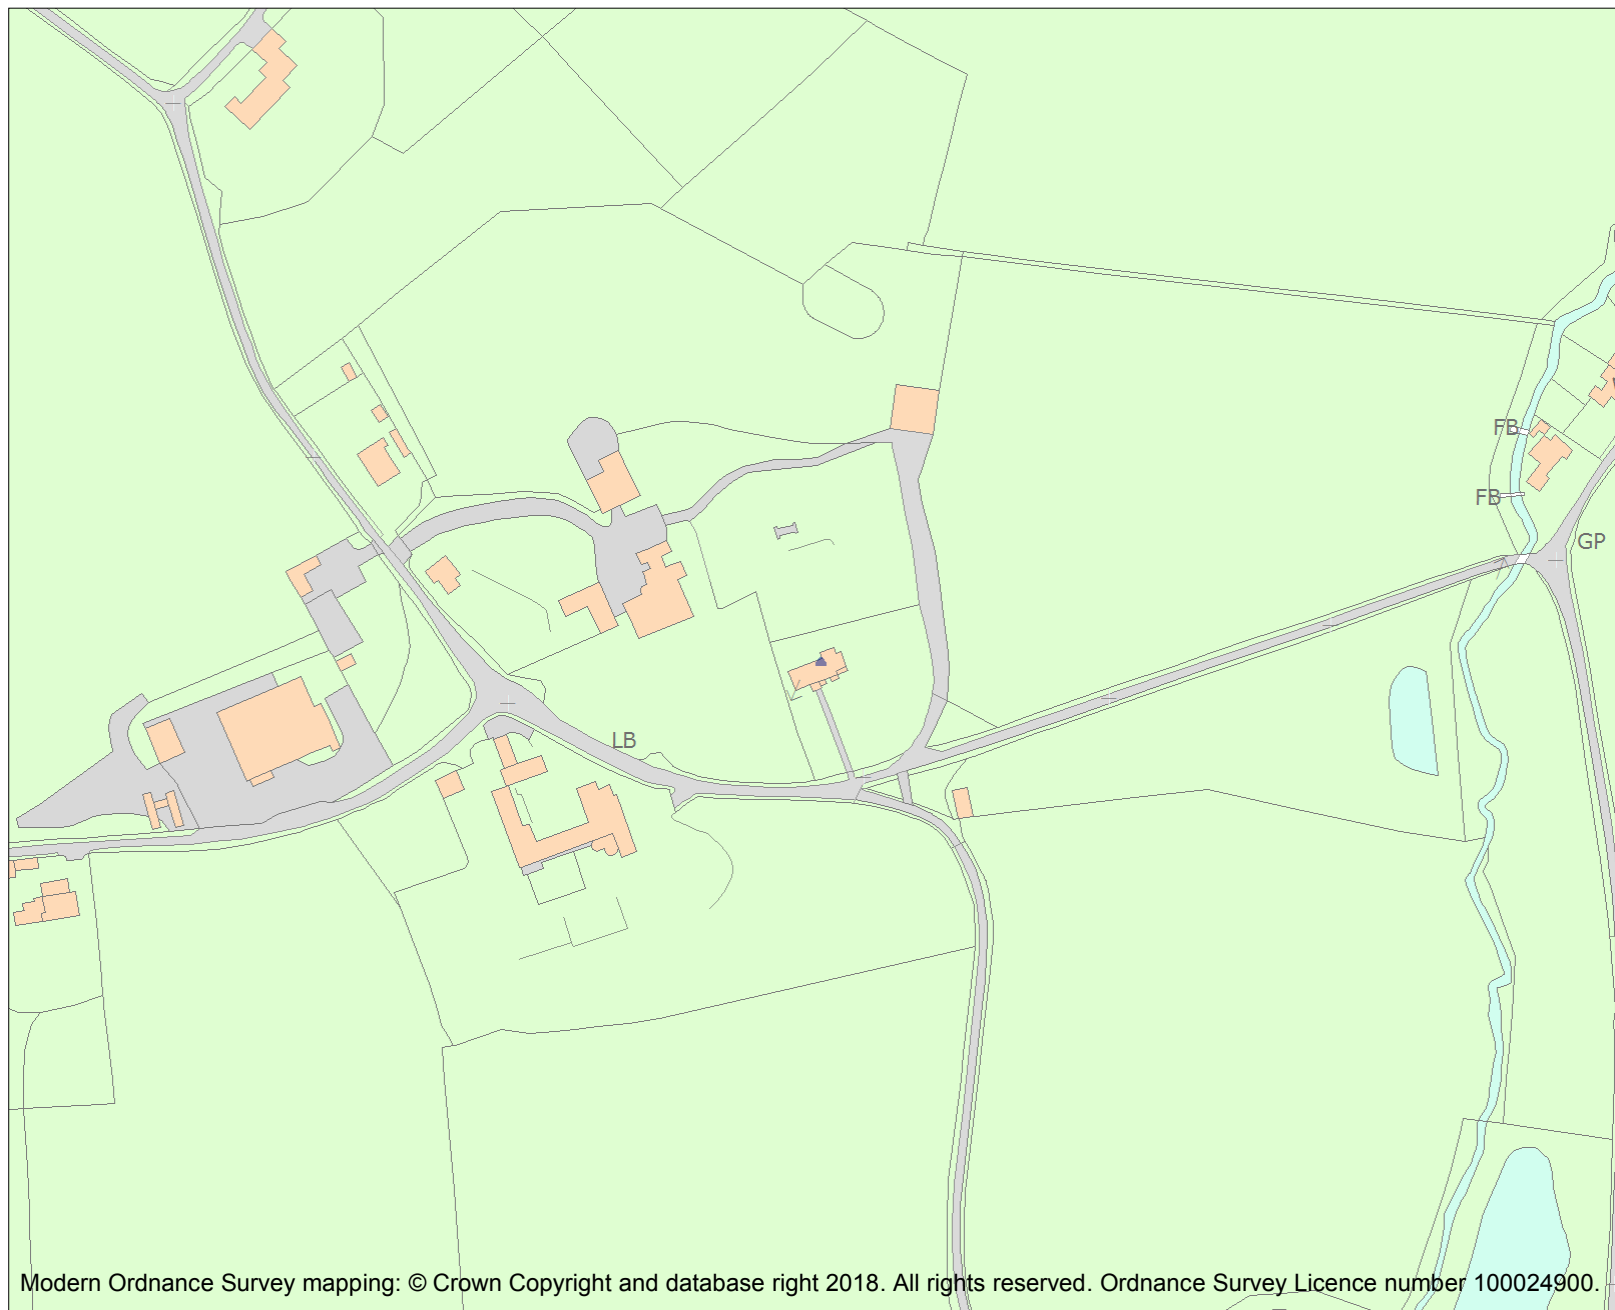 FB
FB
GP
LB
Modern Ordnance Survey mapping: © Crown Copyright and database right 2018. All rights reserved. Ordnance Survey Licence number 100024900.